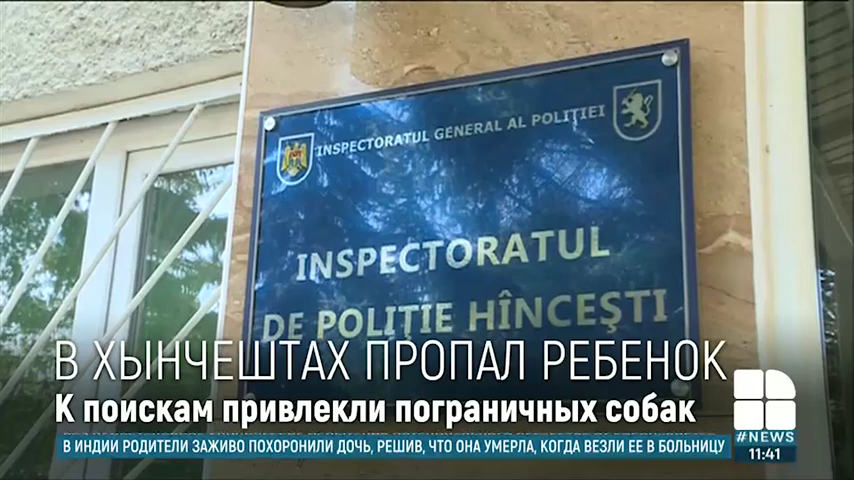 INSPECTORATUL GENERAL AL POLIȚIEI
INSPECTORATUL
DE POLIȚIE HÎNCEŞTI
В ХЫНЧЕШТАХ ПРОПАЛ РЕБЕНОК
К поискам привлекли пограничных собак
#NEWS
В ИНДИИ РОДИТЕЛИ ЗАЖИВО ПОХОРОНИЛИ ДОЧЬ, РЕШИВ, ЧТО ОНА УМЕРЛА, КОГДА ВЕЗЛИ ЕЕ В БОЛЬНИЦУ
11:41